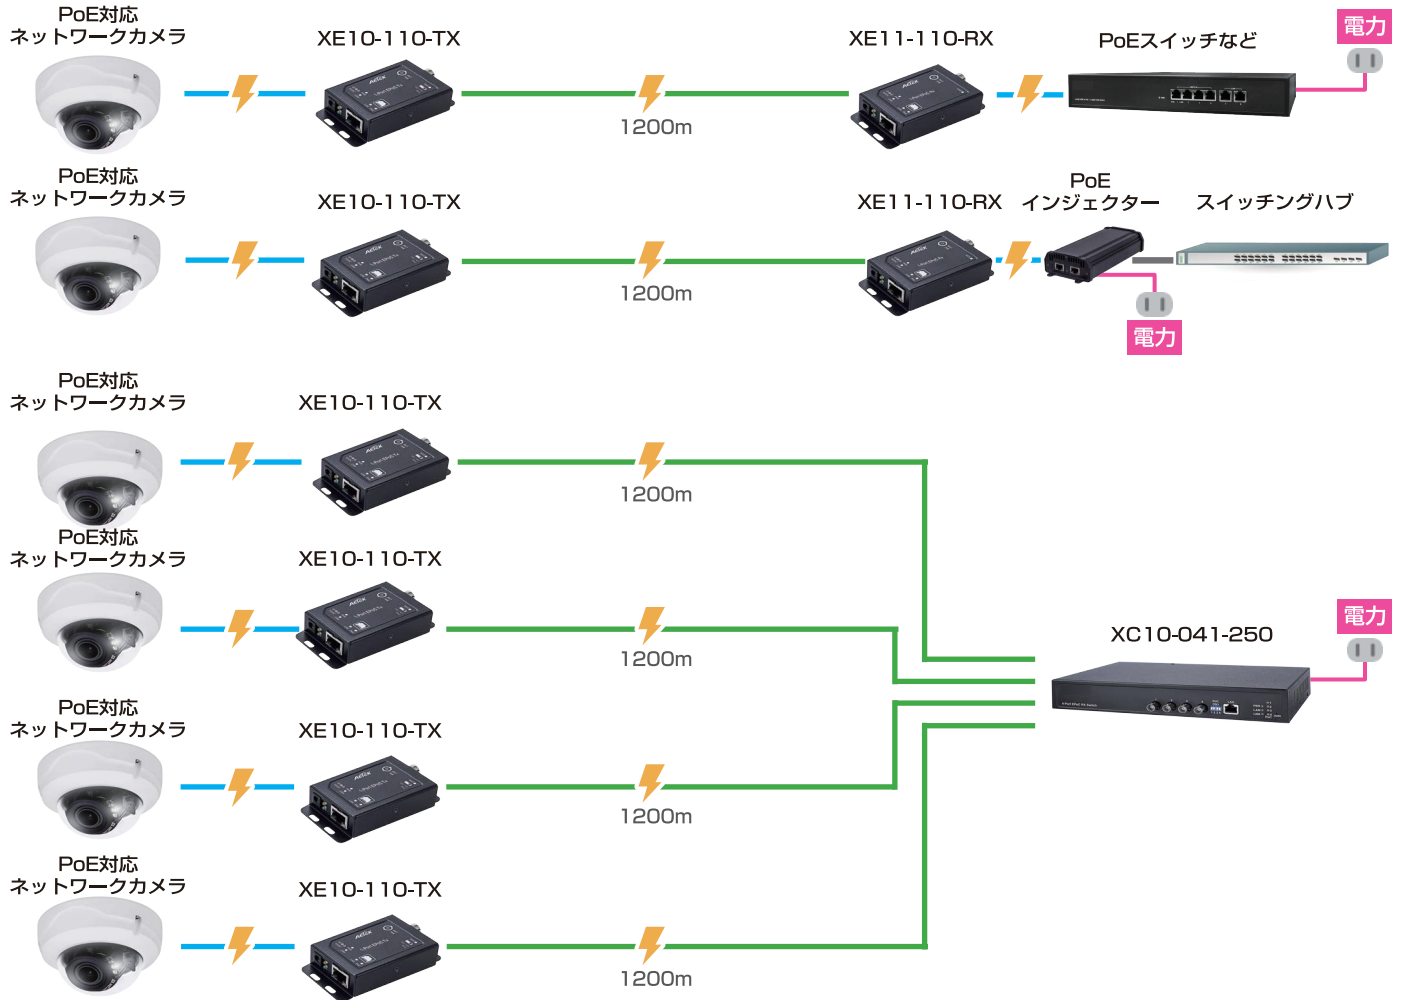 PoE対応
ネットワークカメラ
XE10-110-TX
1200m
XE11-110-RX
PoEスイッチなど
電力
PoE対応
ネットワークカメラ
XE10-110-TX
1200m
XE11-110-RX
PoE
インジェクター
スイッチングハブ
電力
PoE対応
ネットワークカメラ
XE10-110-TX
1200m
PoE対応
ネットワークカメラ
XE10-110-TX
1200m
XC10-041-250
電力
PoE対応
ネットワークカメラ
XE10-110-TX
1200m
PoE対応
ネットワークカメラ
XE10-110-TX
1200m